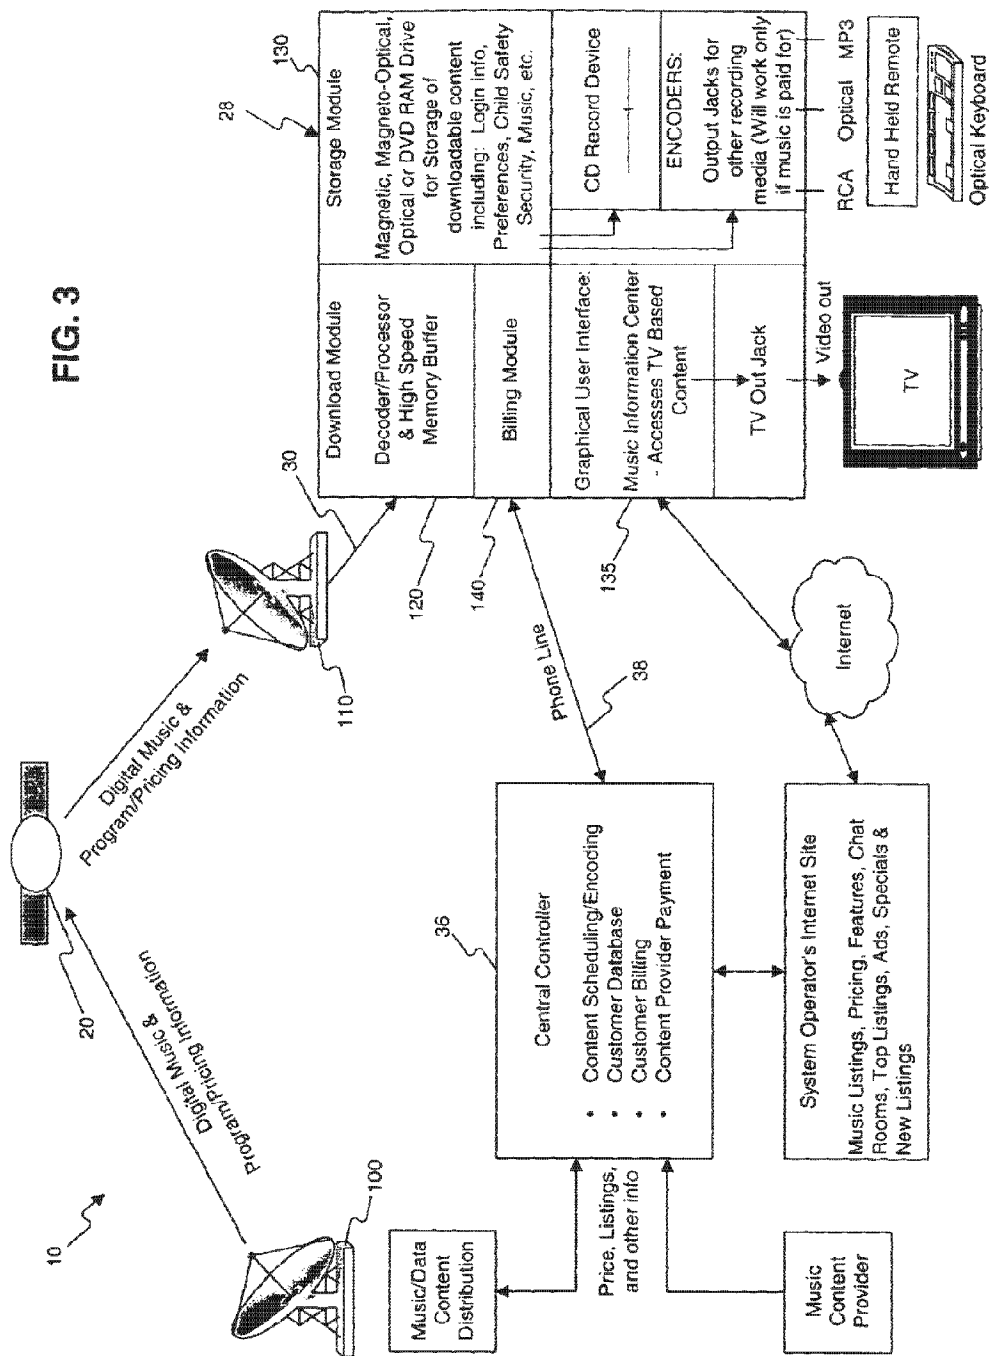 FIG. 3
10
20
Digital Music &
Program/Pricing Information
Digital Music &
Program/Pricing Information
100
110
30
28
130
Music/Data
Content
Distribution
Price, Listings,
and other info
Music
Content
Provider
36
Central Controller
• Content Scheduling/Encoding
• Customer Database
• Customer Billing
• Content Provider Payment
System Operator's Internet Site
Music Listings, Pricing, Features, Chat
Rooms, Top Listings, Ads, Specials &
New Listings
Phone Line
38
Internet
120
140
135
Download Module
Decoder/Processor
& High Speed
Memory Buffer
Billing Module
Graphical User Interface:
Music Information Center
- Accesses TV Based
Content
TV Out Jack
Video out
TV
Storage Module
Magnetic, Magneto-Optical,
Optical or DVD RAM Drive
for Storage of
downloadable content
including: Login info,
Preferences, Child Safety
Security, Music, etc.
CD Record Device
ENCODERS:
Output Jacks for
other recording
media (Will work only
if music is paid for)
RCA Optical MP3
Hand Held Remote
Optical Keyboard